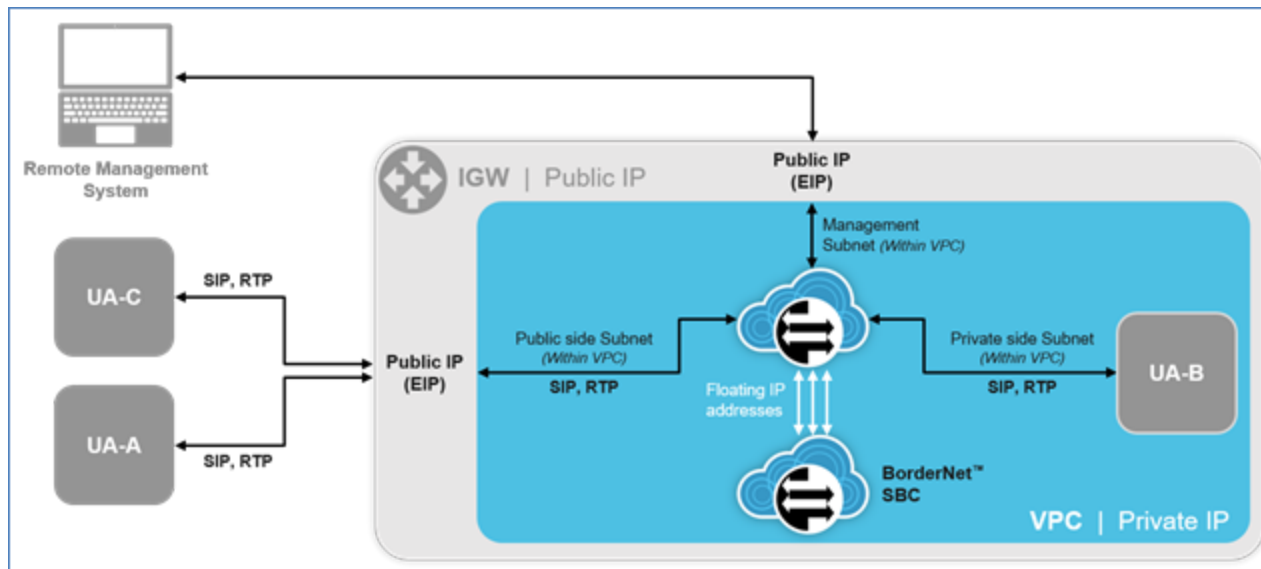 Remote Management
System
IGW | Public IP
Public IP
(EIP)
Management
Subnet (Within VPC)
UA-C
SIP, RTP
Public side Subnet
(Within VPC)
SIP, RTP
Private side Subnet
(Within VPC)
SIP, RTP
UA-B
Public IP
(EIP)
Floating IP
addresses
UA-A
SIP, RTP
BorderNet™
SBC
VPC | Private IP